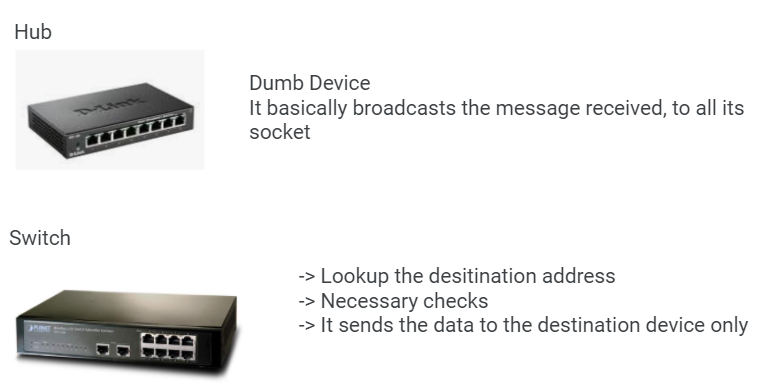 Hub
D-Link
Dumb Device
It basically broadcasts the message received, to all its
socket
Switch
-> Lookup the desitination address
-> Necessary checks
-> It sends the data to the destination device only
PLANET